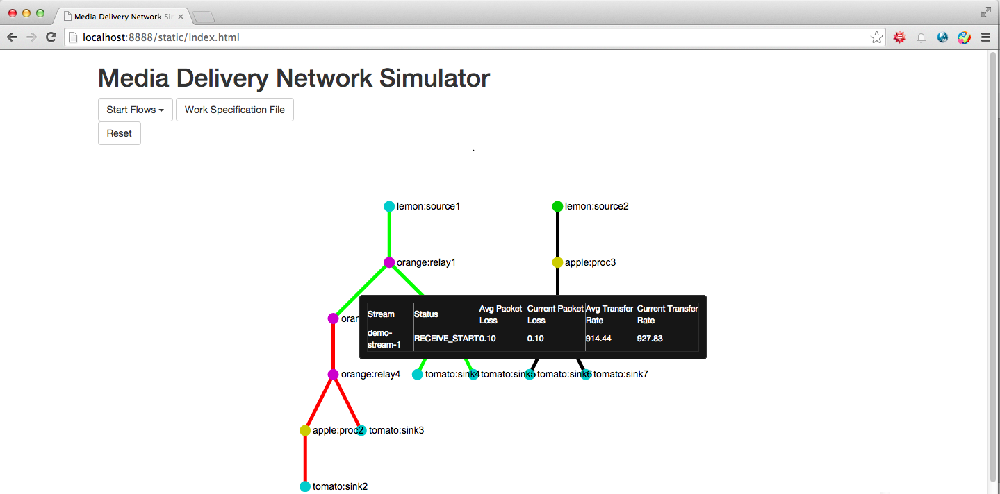 Media Delivery Network Si
localhost:8888/static/index.html
Media Delivery Network Simulator
Start Flows
Work Specification File
Reset
lemon:source1
lemon:source2
orange:relay1
apple:proc3
oran
Stream
Status
Avg Packet
Loss
Current Packet
Loss
Avg Transfer
Rate
Current Transfer
Rate
demo-
stream-1
RECEIVE_START
0.10
0.10
914.44
927.83
orange:relay4
tomato:sink4
tomato:sink5
tomato:sink6
tomato:sink7
apple:proc2
tomato:sink3
tomato:sink2